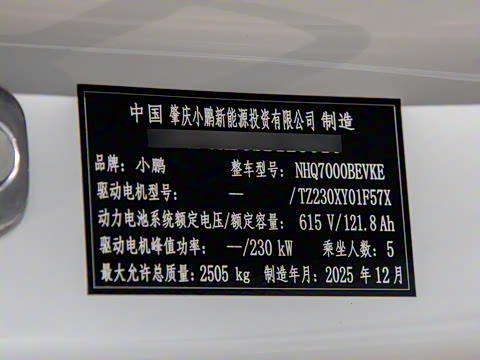 中国 肇庆小鹏新能源投资有限公司 制造
品牌：小鹏 整车型号：NHQ7000BEVKE
驱动电机型号： — /TZ230XY01F57X
动力电池系统额定电压/额定容量： 615 V/121.8 Ah
驱动电机峰值功率： —/230 kW 乘坐人数：5
最大允许总质量：2505 kg 制造年月：2025 年 12 月